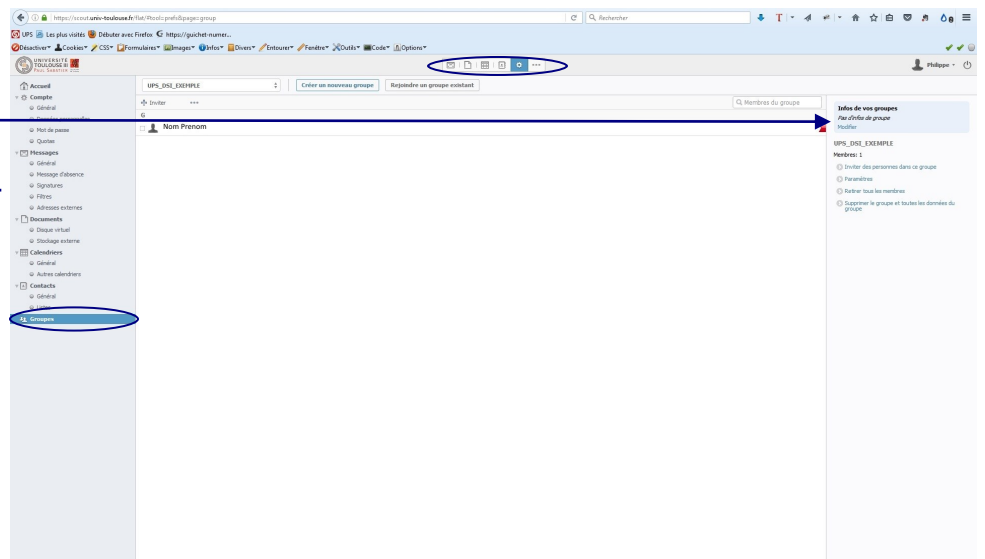 https://scout.univ-toulouse.fr/flat/#tool=prefs&page=group
Rechercher
UPS Les plus visités Débuter avec Firefox https://guichet-numer...
Désactiver Cookies CSS Formulaires Images Infos Divers Entourer Fenêtre Outils Code Options
UNIVERSITÉ
TOULOUSE III
PAUL SABATIER
Philippe
Accueil
Compte
Général
Mot de passe
Quotas
Messages
Général
Message d'absence
Signatures
Filtres
Adresses externes
Documents
Disque virtuel
Stockage externe
Calendriers
Général
Autres calendriers
Contacts
Général
Groupes
UPS_DSI_EXEMPLE
Créer un nouveau groupe
Rejoindre un groupe existant
Inviter
Membres du groupe
G
Nom Prenom
Infos de vos groupes
Pas d'infos de groupe
Modifier
UPS_DSI_EXEMPLE
Membres: 1
Inviter des personnes dans ce groupe
Paramètres
Retirer tous les membres
Supprimer le groupe et toutes les données du
groupe